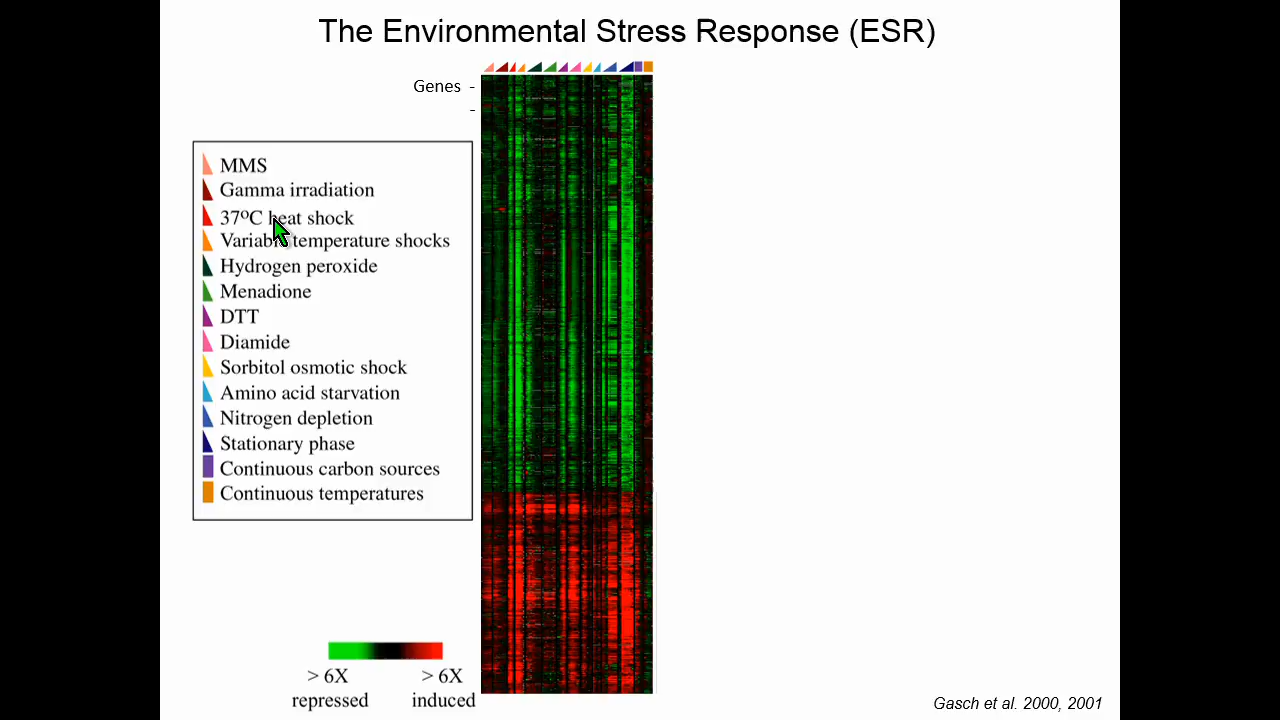 The Environmental Stress Response (ESR)
Genes -
-
MMS
Gamma irradiation
37ºC heat shock
Variable temperature shocks
Hydrogen peroxide
Menadione
DTT
Diamide
Sorbitol osmotic shock
Amino acid starvation
Nitrogen depletion
Stationary phase
Continuous carbon sources
Continuous temperatures
> 6X > 6X
repressed induced
Gasch et al. 2000, 2001